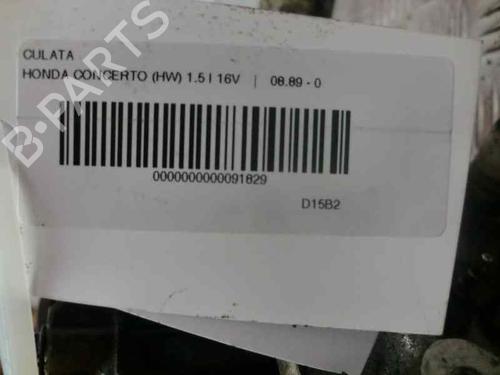 CULATA
HONDA CONCERTO (HW) 1.5 I 16V | 08.89 - 0
0000000000091829
D15B2
B-PARTS